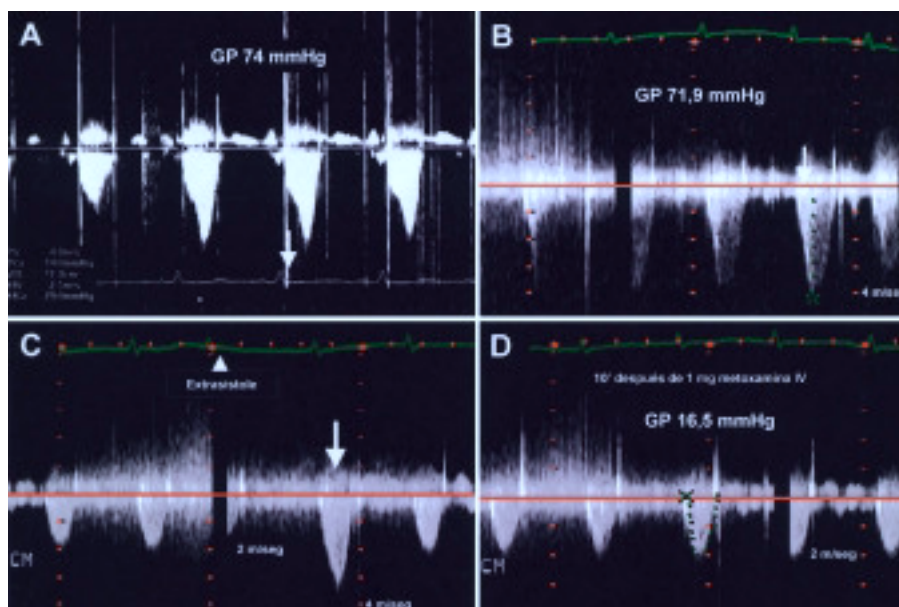 A
GP 74 mmHg
B
GP 71,9 mmHg
4 m/seg
C
Extrasístole
2 m/seg
4 m/seg
CM
D
10' después de 1 mg metoxamina IV
GP 16,5 mmHg
2 m/seg
CM